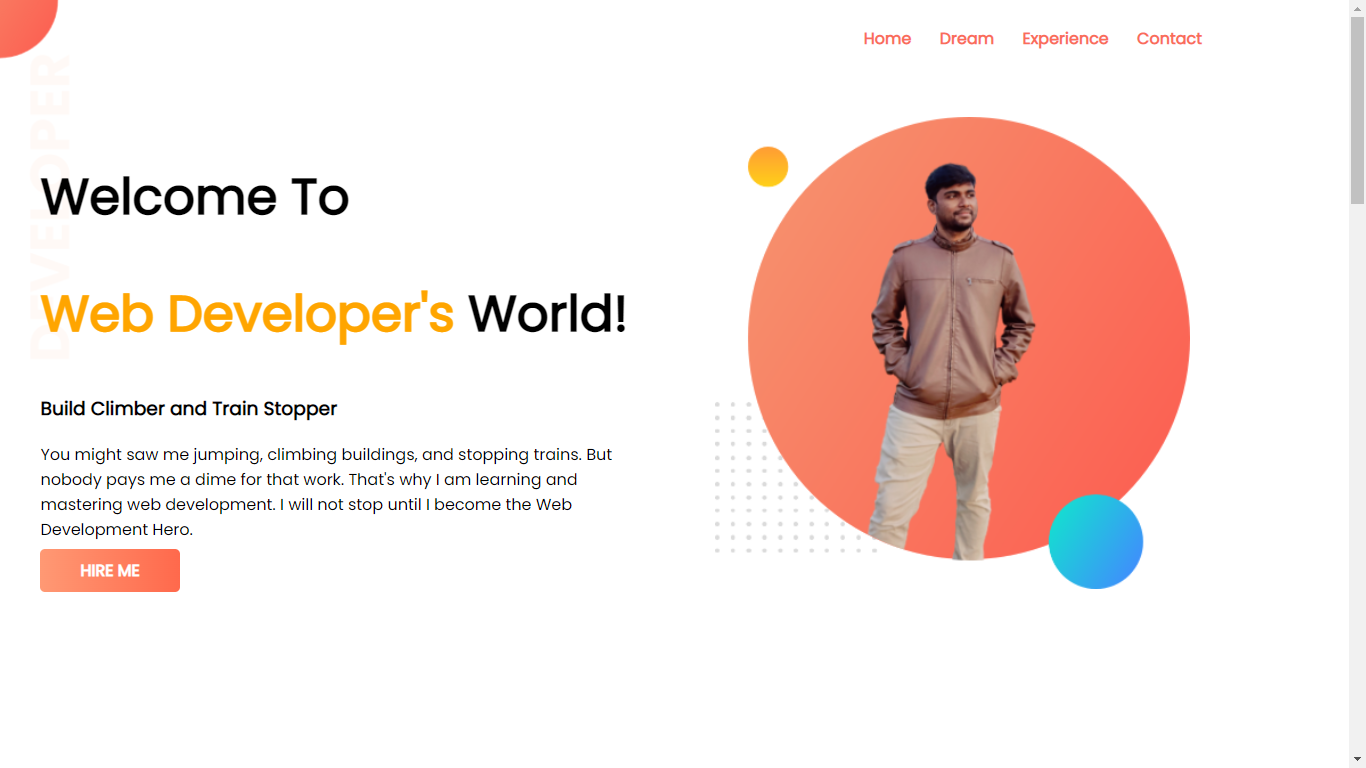 Home Dream Experience Contact
DEVELOPER
Welcome To
Web Developer's World!
Build Climber and Train Stopper
You might saw me jumping, climbing buildings, and stopping trains. But
nobody pays me a dime for that work. That's why I am learning and
mastering web development. I will not stop until I become the Web
Development Hero.
HIRE ME